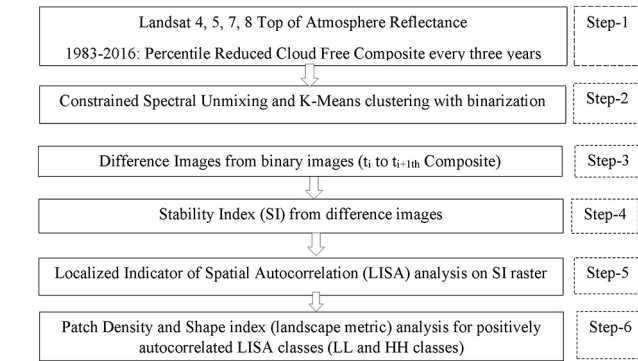 Landsat 4, 5, 7, 8 Top of Atmosphere Reflectance
Step-1
1983-2016: Percentile Reduced Cloud Free Composite every three years
Constrained Spectral Unmixing and K-Means clustering with binarization
Step-2
Difference Images from binary images (ti to ti+1th Composite)
Step-3
Stability Index (SI) from difference images
Step-4
Localized Indicator of Spatial Autocorrelation (LISA) analysis on SI raster
Step-5
Patch Density and Shape index (landscape metric) analysis for positively
autocorrelated LISA classes (LL and HH classes)
Step-6